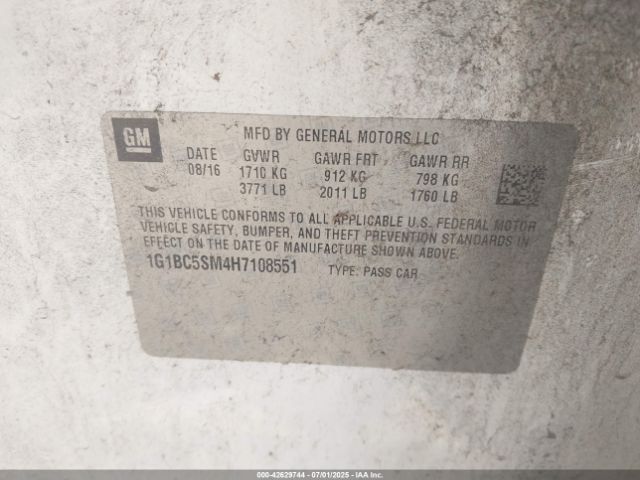 GM
MFD BY GENERAL MOTORS LLC
DATE GVWR GAWR FRT GAWR RR
08/16 1710 KG 912 KG 798 KG
3771 LB 2011 LB 1760 LB
THIS VEHICLE CONFORMS TO ALL APPLICABLE U.S. FEDERAL MOTOR
VEHICLE SAFETY, BUMPER, AND THEFT PREVENTION STANDARDS IN
EFFECT ON THE DATE OF MANUFACTURE SHOWN ABOVE.
1G1BC5SM4H7108551 TYPE: PASS CAR
000-42629744 - 07/01/2025 - IAA Inc.